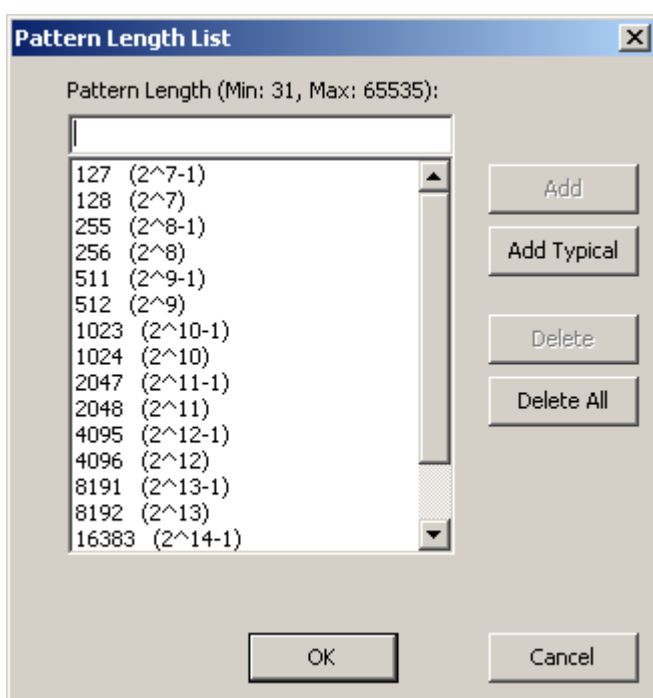 Pattern Length List
Pattern Length (Min: 31, Max: 65535):
127 (2^7-1)
128 (2^7)
255 (2^8-1)
256 (2^8)
511 (2^9-1)
512 (2^9)
1023 (2^10-1)
1024 (2^10)
2047 (2^11-1)
2048 (2^11)
4095 (2^12-1)
4096 (2^12)
8191 (2^13-1)
8192 (2^13)
16383 (2^14-1)
Add
Add Typical
Delete
Delete All
OK
Cancel